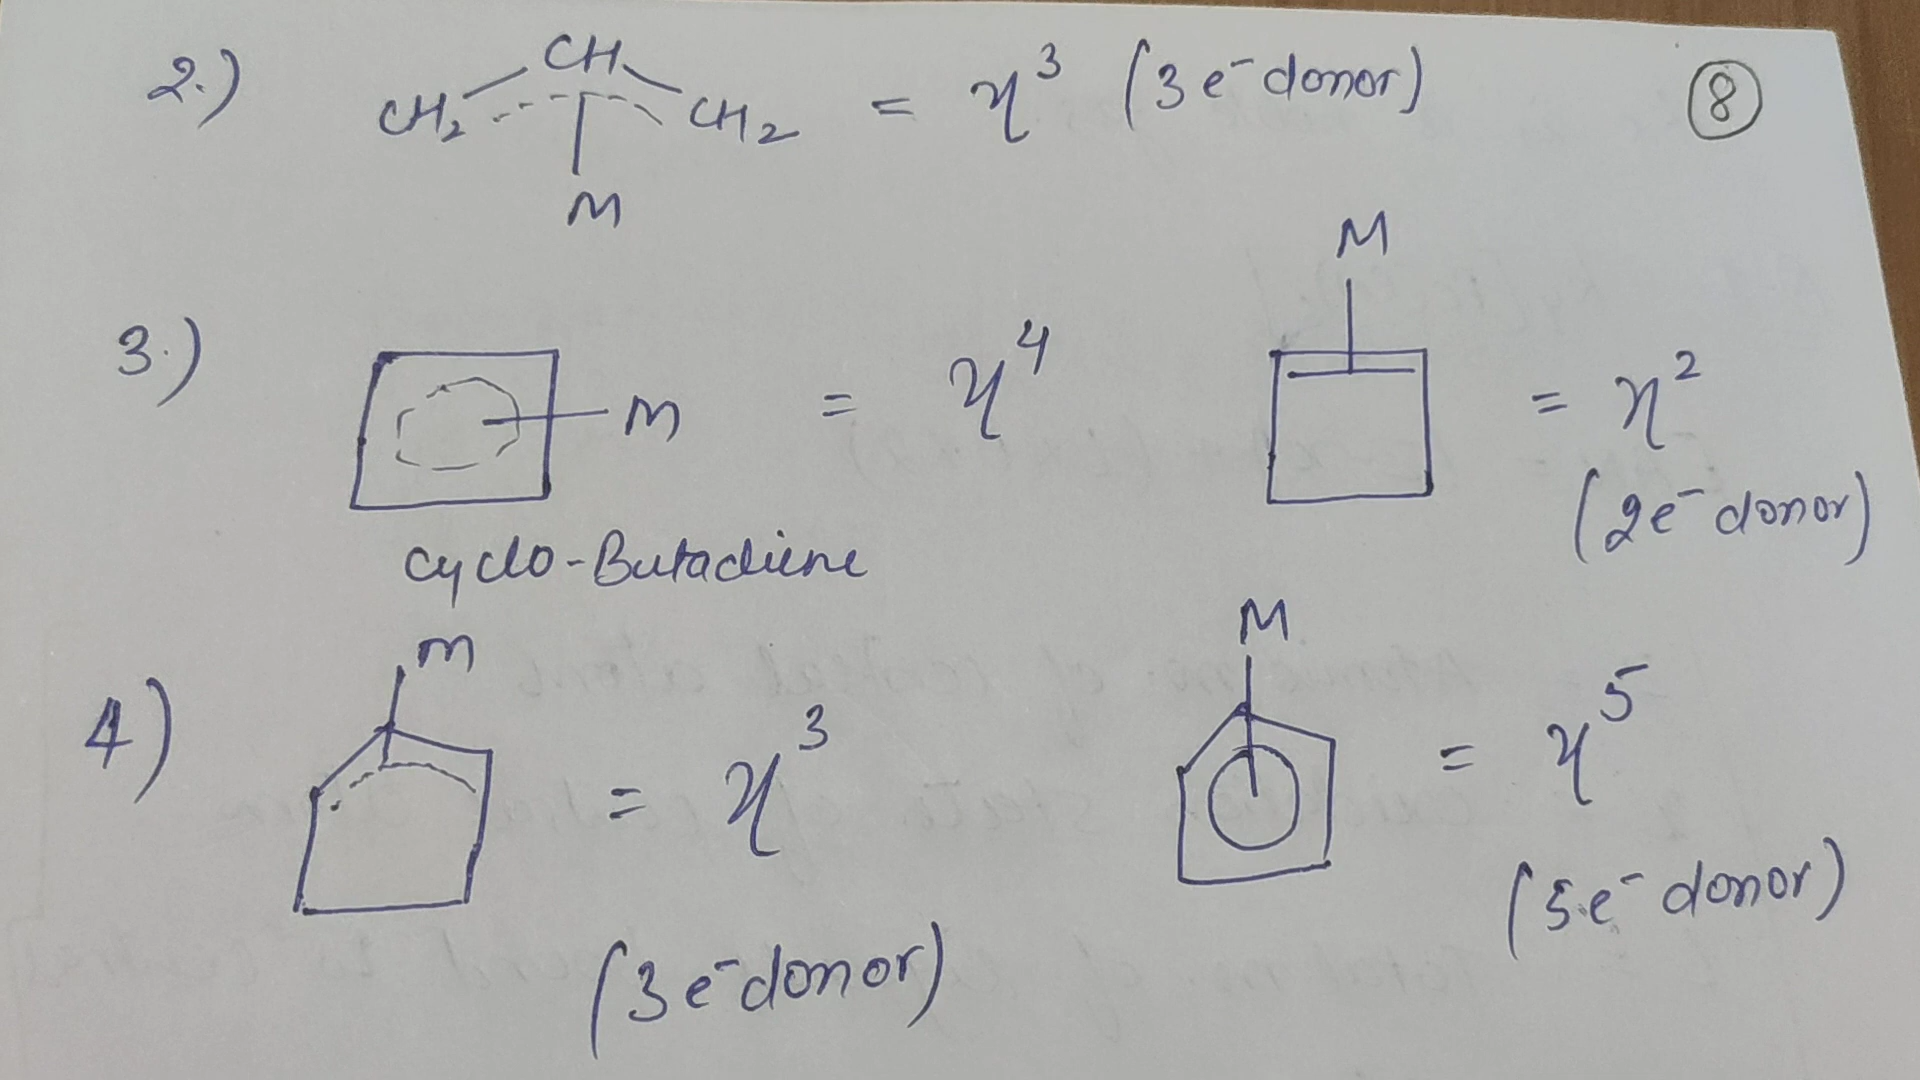 2.) CH₂ CH CH₂ = η³ (3e⁻ donor) 8
M
M
3.) M = η⁴ = η²
(2e⁻ donor)
Cyclo-Butadiene
M M
4) = η³ = η⁵
(5e⁻ donor)
(3e⁻ donor)